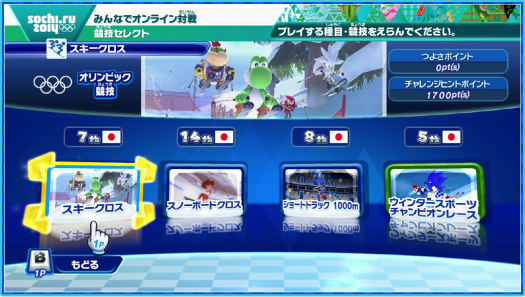 sochi.ru
2014
みんなでオンライン対戦
競技セレクト
プレイする種目・競技をえらんでください。
スキークロス
オリンピック
競技
つよさポイント
0pt(s)
チャレンジヒントポイント
1700pt(s)
7th
14th
8th
5th
スキークロス
スノーボードクロス
ショートトラック 1000m
ウインタースポーツ
チャンピオンレース
1P
B
1P
もどる